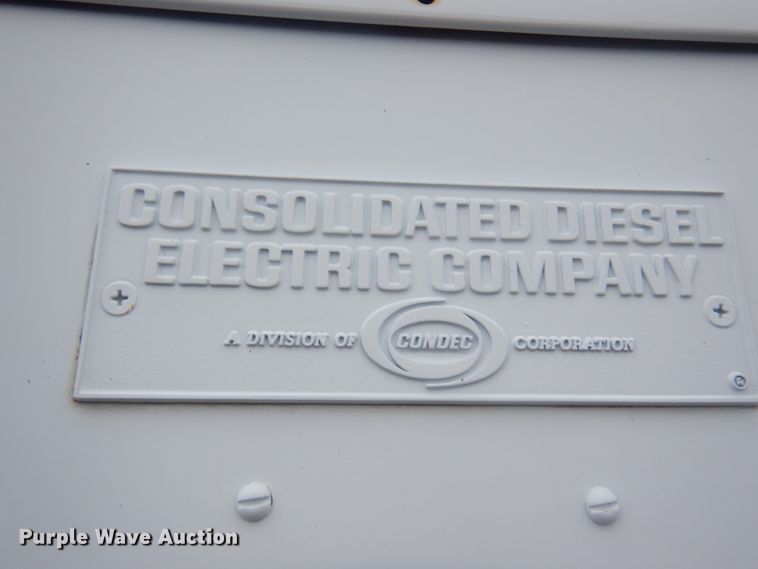 CONSOLIDATED DIESEL
ELECTRIC COMPANY
A DIVISION OF CONDEC CORPORATION
®
Purple Wave Auction